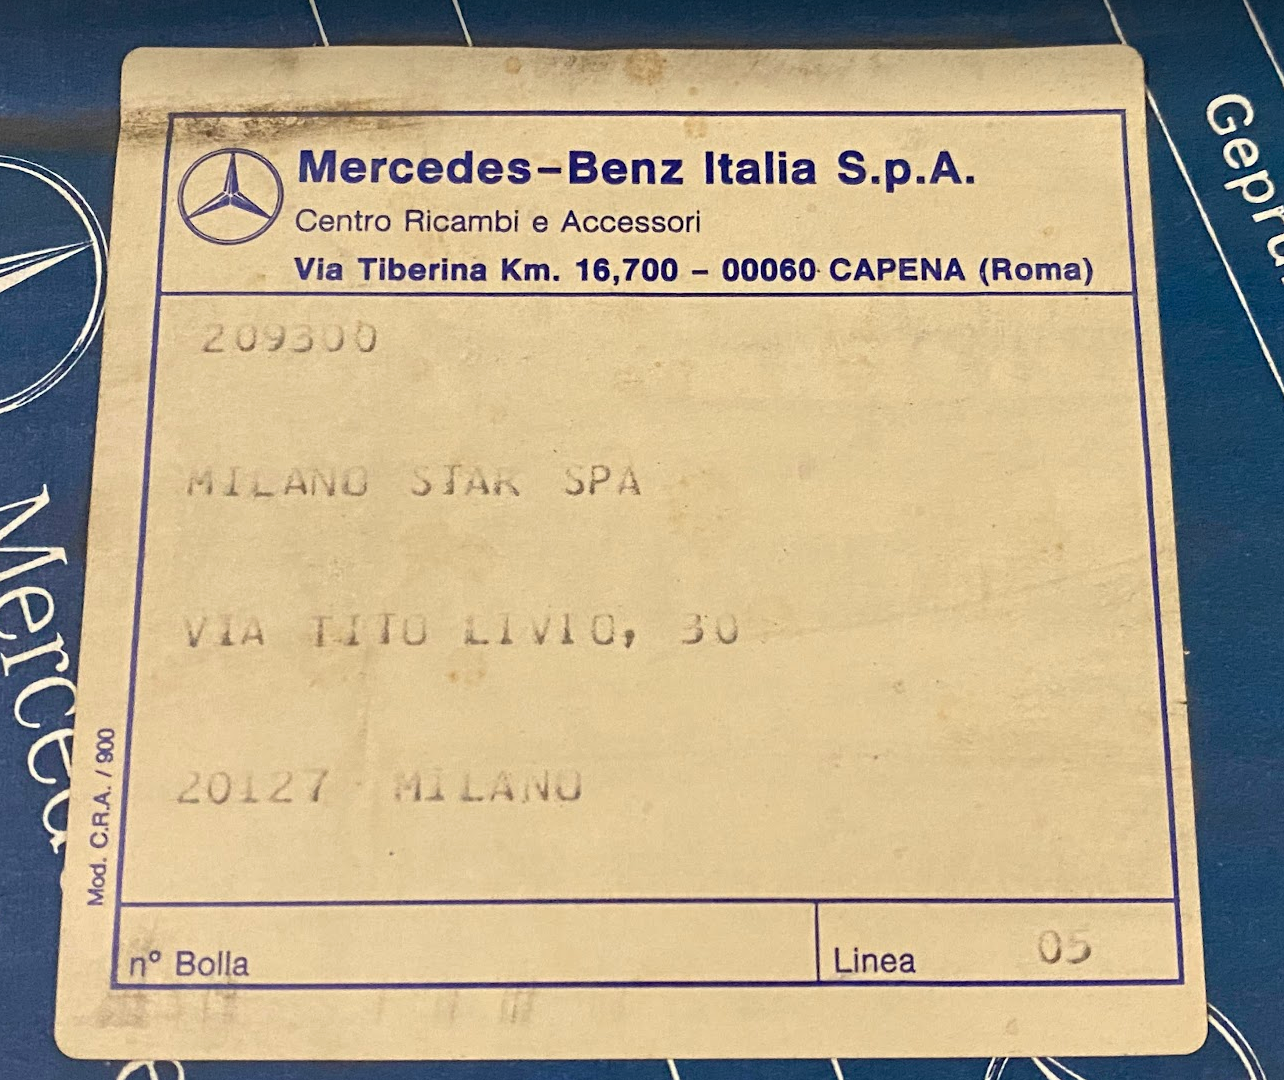 Mercedes-Benz Italia S.p.A.
Centro Ricambi e Accessori
Via Tiberina Km. 16,700 – 00060 CAPENA (Roma)
209300
MILANO STAR SPA
VIA TITO LIVIO, 30
20127 MILANO
Mod. C.R.A. / 900
n° Bolla
Linea 05